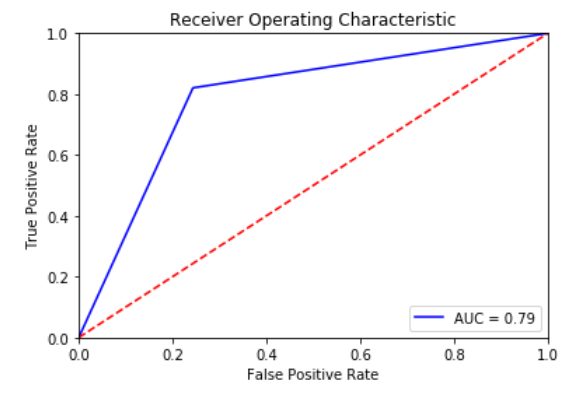 Receiver Operating Characteristic
1.0
0.8
0.6
0.4
0.2
0.0
True Positive Rate
AUC = 0.79
0.0 0.2 0.4 0.6 0.8 1.0
False Positive Rate